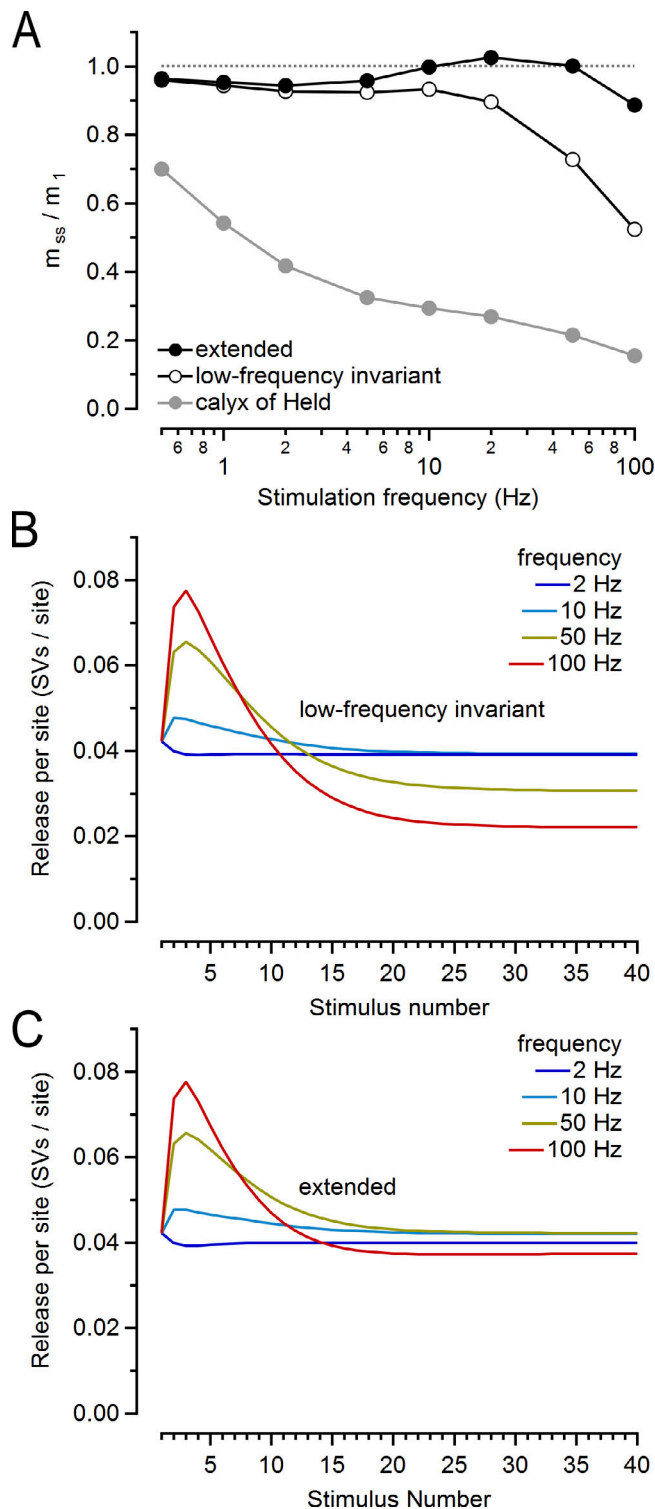 A
1.0
0.8
0.6
0.4
0.2
0.0
m_ss / m_1
extended
low-frequency invariant
calyx of Held
6 8 1 2 4 6 8 10 2 4 6 8 100
Stimulation frequency (Hz)
B
0.08
0.06
0.04
0.02
0.00
Release per site (SVs / site)
frequency
2 Hz
10 Hz
50 Hz
100 Hz
low-frequency invariant
5 10 15 20 25 30 35 40
Stimulus number
C
0.08
0.06
0.04
0.02
0.00
Release per site (SVs / site)
frequency
2 Hz
10 Hz
50 Hz
100 Hz
extended
5 10 15 20 25 30 35 40
Stimulus Number